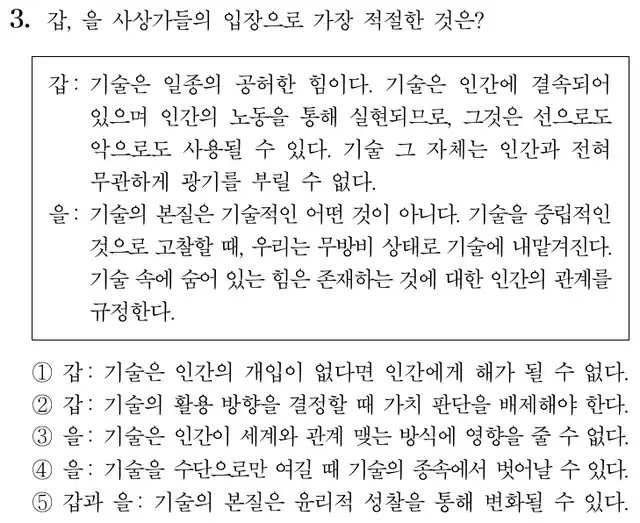 3. 갑, 을 사상가들의 입장으로 가장 적절한 것은?
갑 : 기술은 일종의 공허한 힘이다. 기술은 인간에 결속되어
있으며 인간의 노동을 통해 실현되므로, 그것은 선으로도
악으로도 사용될 수 있다. 기술 그 자체는 인간과 전혀
무관하게 광기를 부릴 수 없다.
을 : 기술의 본질은 기술적인 어떤 것이 아니다. 기술을 중립적인
것으로 고찰할 때, 우리는 무방비 상태로 기술에 내맡겨진다.
기술 속에 숨어 있는 힘은 존재하는 것에 대한 인간의 관계를
규정한다.
① 갑 : 기술은 인간의 개입이 없다면 인간에게 해가 될 수 없다.
② 갑 : 기술의 활용 방향을 결정할 때 가치 판단을 배제해야 한다.
③ 을 : 기술은 인간이 세계와 관계 맺는 방식에 영향을 줄 수 없다.
④ 을 : 기술을 수단으로만 여길 때 기술의 종속에서 벗어날 수 있다.
⑤ 갑과 을 : 기술의 본질은 윤리적 성찰을 통해 변화될 수 있다.